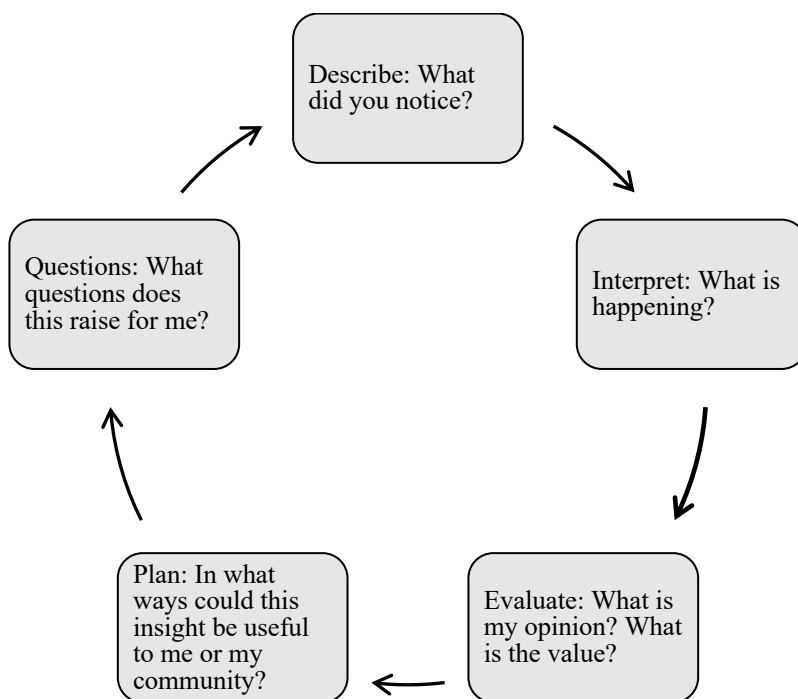 Describe: What
did you notice?
Interpret: What is
happening?
Evaluate: What is
my opinion? What
is the value?
Plan: In what
ways could this
insight be useful
to me or my
community?
Questions: What
questions does
this raise for me?